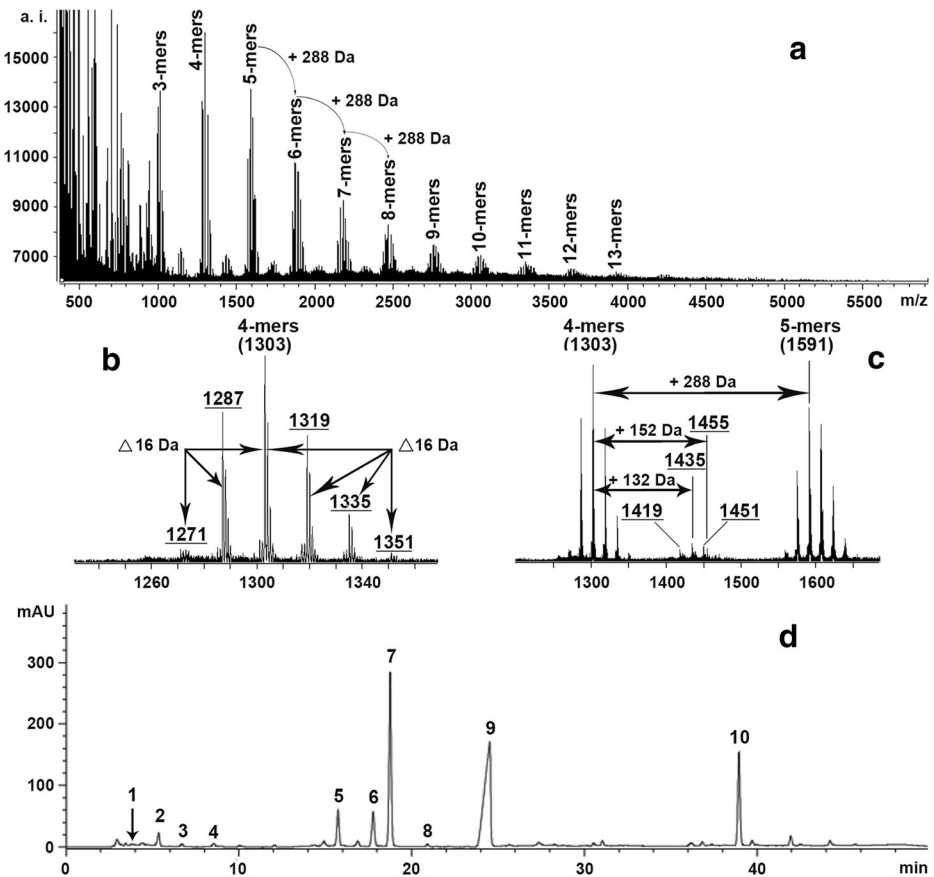 a. i.
a
15000
13000
11000
9000
7000
3-mers
4-mers
5-mers
6-mers
7-mers
8-mers
9-mers
10-mers
11-mers
12-mers
13-mers
+ 288 Da
+ 288 Da
+ 288 Da
500 1000 1500 2000 2500 3000 3500 4000 4500 5000 5500 m/z
b
4-mers
(1303)
1287
1319
△ 16 Da
△ 16 Da
1335
1271
1351
1260 1300 1340
4-mers
(1303)
5-mers
(1591)
c
+ 288 Da
1455
+ 152 Da
1435
+ 132 Da
1419
1451
1300 1400 1500 1600
mAU
d
300
200
100
0
1
2
3
4
5
6
7
8
9
10
0 10 20 30 40 min